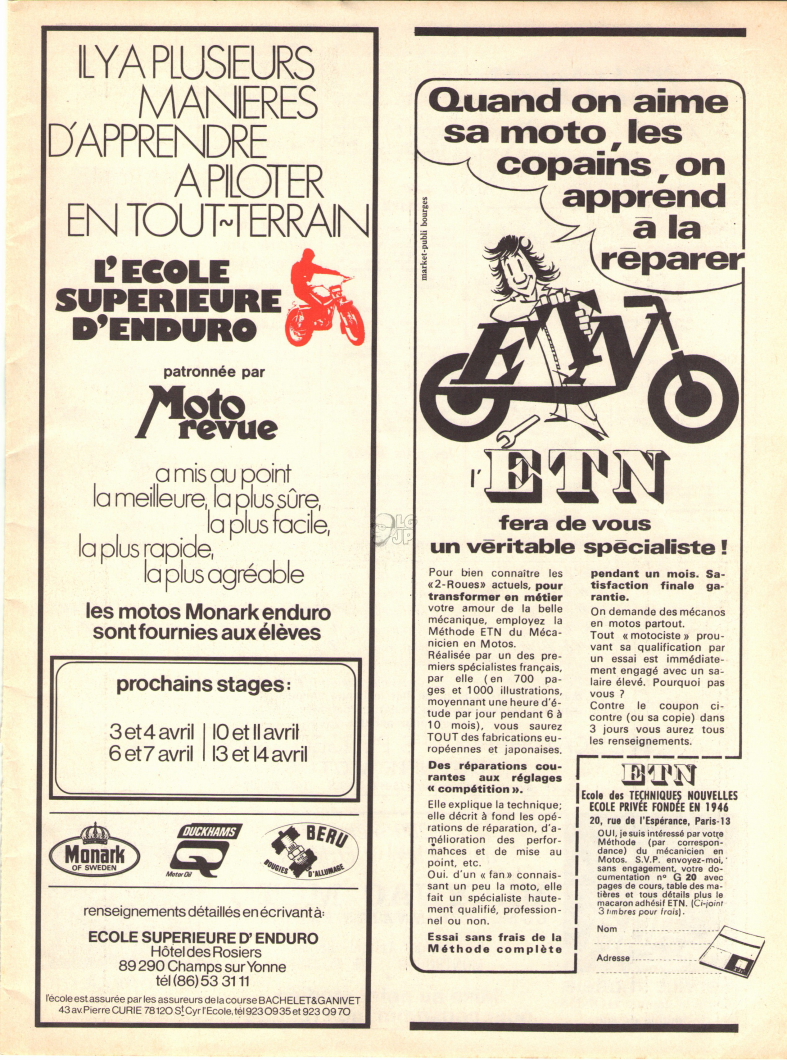 IL Y A PLUSIEURS
MANIERES
D'APPRENDRE
A PILOTER
EN TOUT~TERRAIN
L'ECOLE
SUPERIEURE
D'ENDURO
patronnée par
Moto
revue
a mis au point
la meilleure, la plus sûre,
la plus facile,
la plus rapide,
la plus agréable
les motos Monark enduro
sont fournies aux élèves
prochains stages:
3 et 4 avril | 10 et 11 avril
6 et 7 avril | 13 et 14 avril
Monark
OF SWEDEN
DUCKHAMS
Q
Motor Oil
BERU
BOUGIES D'ALLUMAGE
renseignements détaillés en écrivant à:
ECOLE SUPERIEURE D'ENDURO
Hôtel des Rosiers
89290 Champs sur Yonne
tél (86) 53 31 11
l'école est assurée par les assureurs de la course BACHELET&GANIVET
43 av. Pierre CURIE 78120 St Cyr l'Ecole, tél 923 09 35 et 923 09 70
Quand on aime
sa moto, les
copains, on
apprend
à la
réparer
market-publi bourges
ETN
l'ETN
fera de vous
un véritable spécialiste !
Pour bien connaître les
«2-Roues» actuels, pour
transformer en métier
votre amour de la belle
mécanique, employez la
Méthode ETN du Méca-
nicien en Motos.
Réalisée par un des pre-
miers spécialistes français,
par elle (en 700 pa-
ges et 1000 illustrations,
moyennant une heure d'é-
tude par jour pendant 6 à
10 mois), vous saurez
TOUT des fabrications eu-
ropéennes et japonaises.
Des réparations cou-
rantes aux réglages
« compétition ».
Elle explique la technique;
elle décrit à fond les opé-
rations de réparation, d'a-
mélioration des perfor-
mances et de mise au
point, etc.
Oui. d'un « fan » connais-
sant un peu la moto, elle
fait un spécialiste haute-
ment qualifié, profession-
nel ou non.
Essai sans frais de la
Méthode complète
pendant un mois. Sa-
tisfaction finale ga-
rantie.
On demande des mécanos
en motos partout.
Tout « motociste » prou-
vant sa qualification par
un essai est immédiate-
ment engagé avec un sa-
laire élevé. Pourquoi pas
vous ?
Contre le coupon ci-
contre (ou sa copie) dans
3 jours vous aurez tous
les renseignements.
ETN
Ecole des TECHNIQUES NOUVELLES
ECOLE PRIVÉE FONDÉE EN 1946
20, rue de l'Espérance, Paris-13
OUI, je suis intéressé par votre
Méthode (par correspon-
dance) du mécanicien en
Motos. S.V.P. envoyez-moi,
sans engagement, votre do-
cumentation n° G 20 avec
pages de cours, table des ma-
tières et tous détails plus le
macaron adhésif ETN. (Ci-joint
3 timbres pour frais).
Nom
Adresse
LG
JP